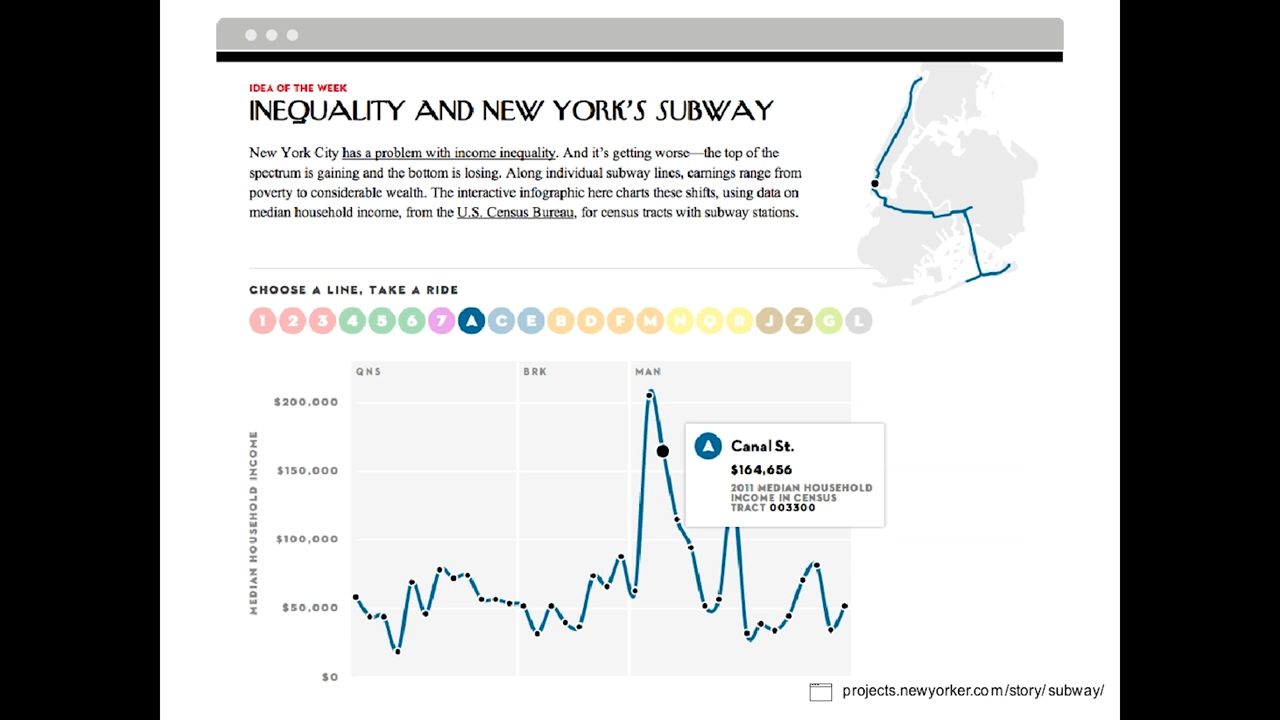 IDEA OF THE WEEK
INEQUALITY AND NEW YORK'S SUBWAY
New York City has a problem with income inequality. And it's getting worse—the top of the
spectrum is gaining and the bottom is losing. Along individual subway lines, earnings range from
poverty to considerable wealth. The interactive infographic here charts these shifts, using data on
median household income, from the U.S. Census Bureau, for census tracts with subway stations.
CHOOSE A LINE, TAKE A RIDE
1 2 3 4 5 6 7 A C E B D F M N Q R J Z G L
QNS BRK MAN
MEDIAN HOUSEHOLD INCOME
$200,000
$150,000
$100,000
$50,000
$0
A Canal St.
$164,656
2011 MEDIAN HOUSEHOLD
INCOME IN CENSUS
TRACT 003300
projects.newyorker.com/story/subway/